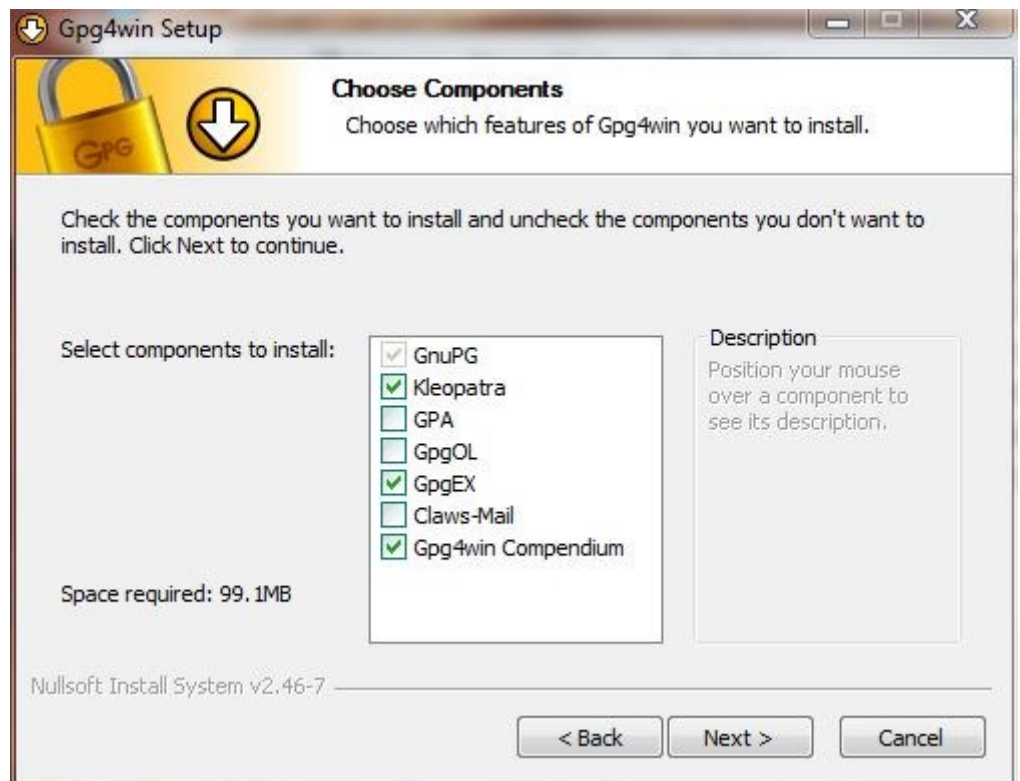 Gpg4win Setup
X
GPG
Choose Components
Choose which features of Gpg4win you want to install.
Check the components you want to install and uncheck the components you don't want to
install. Click Next to continue.
Select components to install:
GnuPG
Kleopatra
GPA
GpgOL
GpgEX
Claws-Mail
Gpg4win Compendium
Description
Position your mouse
over a component to
see its description.
Space required: 99.1MB
Nullsoft Install System v2.46-7
< Back
Next >
Cancel